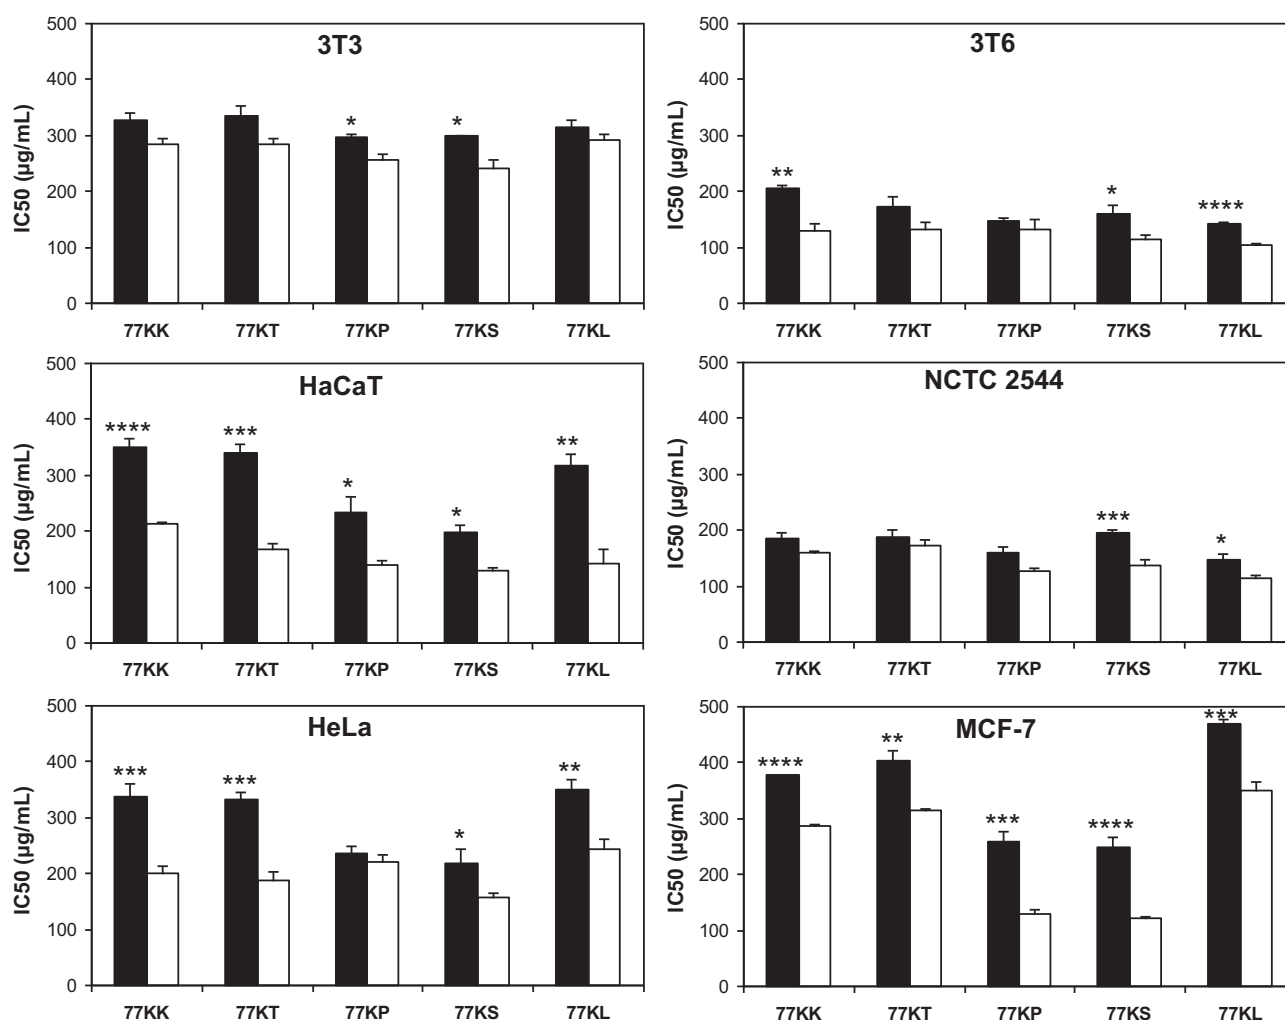 3T3
IC50 (µg/mL)
500
400
300
200
100
0
* *
77KK 77KT 77KP 77KS 77KL
3T6
IC50 (µg/mL)
500
400
300
200
100
0
** * ****
77KK 77KT 77KP 77KS 77KL
HaCaT
IC50 (µg/mL)
500
400
300
200
100
0
**** *** * * **
77KK 77KT 77KP 77KS 77KL
NCTC 2544
IC50 (µg/mL)
500
400
300
200
100
0
*** *
77KK 77KT 77KP 77KS 77KL
HeLa
IC50 (µg/mL)
500
400
300
200
100
0
*** *** * **
77KK 77KT 77KP 77KS 77KL
MCF-7
IC50 (µg/mL)
500
400
300
200
100
0
**** ** *** **** ***
77KK 77KT 77KP 77KS 77KL